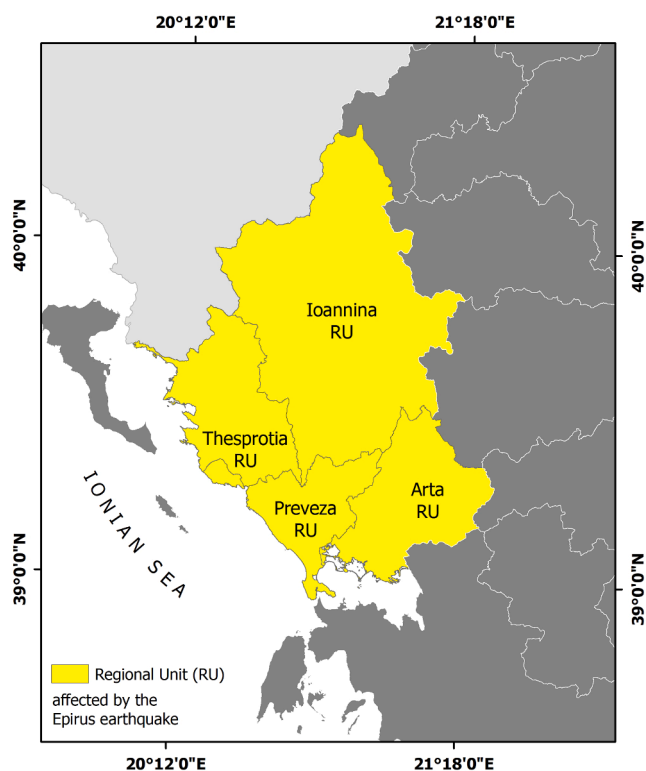 20°12'0"E
21°18'0"E
40°0'0"N
40°0'0"N
Ioannina
RU
Thesprotia
RU
Preveza
RU
Arta
RU
IONIAN SEA
39°0'0"N
39°0'0"N
Regional Unit (RU)
affected by the
Epirus earthquake
20°12'0"E
21°18'0"E